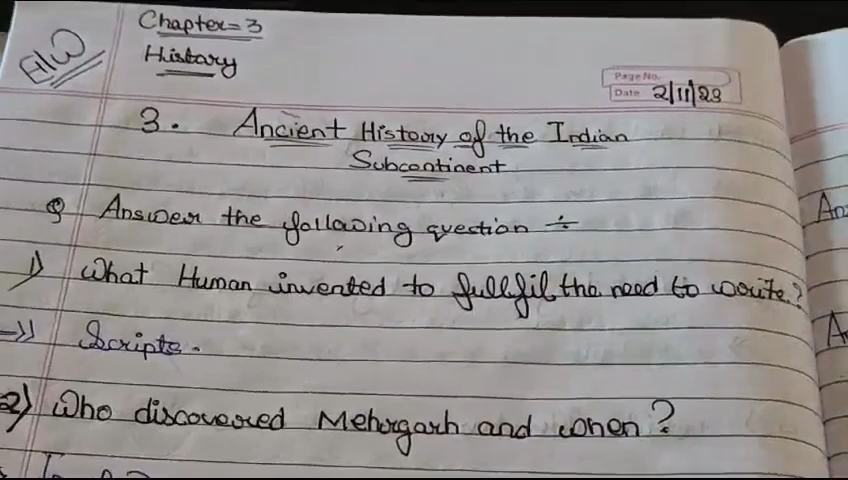 Chapter=3
History
H/W
Page No.
Date 2/11/23
3. Ancient History of the Indian
Subcontinent
Q Answer the following question ÷
1) What Human invented to fullfil the need to write?
→ Scripts.
2) Who discovered Mehrgarh and when?